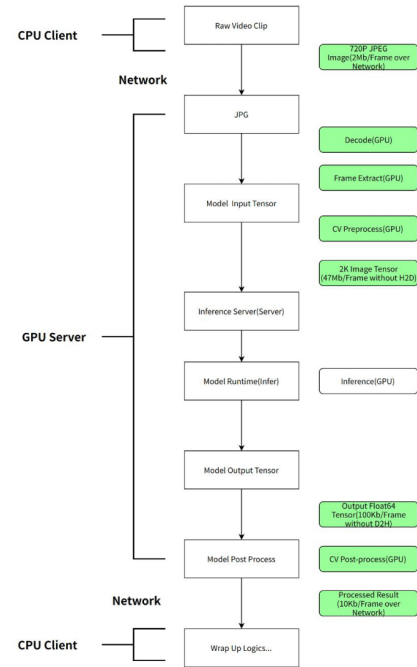 Raw Video Clip
CPU Client
720P JPEG
Image(2Mb/Frame over
Network)
Network
JPG
Decode(GPU)
Frame Extract(GPU)
Model Input Tensor
CV Preprocess(GPU)
2K Image Tensor
(47Mb/Frame without H2D)
Inference Server(Server)
GPU Server
Model Runtime(Infer)
Inference(GPU)
Model Output Tensor
Output Float64
Tensor(100Kb/Frame
without D2H)
Model Post Process
CV Post-process(GPU)
Network
Processed Result
(10Kb/Frame over
Network)
CPU Client
Wrap Up Logics...